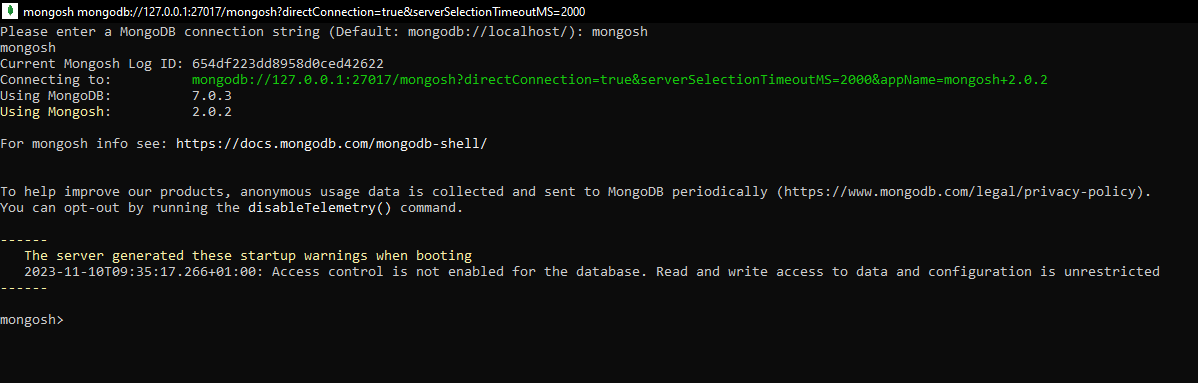 mongosh mongodb://127.0.0.1:27017/mongosh?directConnection=true&serverSelectionTimeoutMS=2000
Please enter a MongoDB connection string (Default: mongodb://localhost/): mongosh
mongosh
Current Mongosh Log ID: 654df223dd8958d0ced42622
Connecting to:          mongodb://127.0.0.1:27017/mongosh?directConnection=true&serverSelectionTimeoutMS=2000&appName=mongosh+2.0.2
Using MongoDB:          7.0.3
Using Mongosh:          2.0.2
For mongosh info see: https://docs.mongodb.com/mongodb-shell/
To help improve our products, anonymous usage data is collected and sent to MongoDB periodically (https://www.mongodb.com/legal/privacy-policy).
You can opt-out by running the disableTelemetry() command.
------
   The server generated these startup warnings when booting
   2023-11-10T09:35:17.266+01:00: Access control is not enabled for the database. Read and write access to data and configuration is unrestricted
------
mongosh>